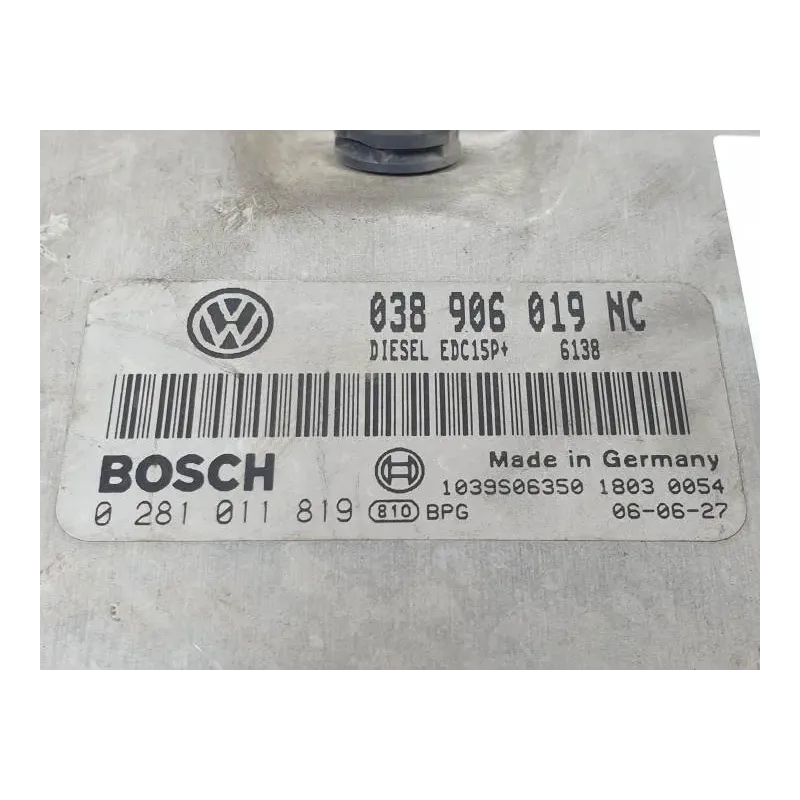 VW
038 906 019 NC
DIESEL EDC15P+ 6138
BOSCH
Made in Germany
1039S06350 1803 0054
0 281 011 819 810 BPG 06-06-27